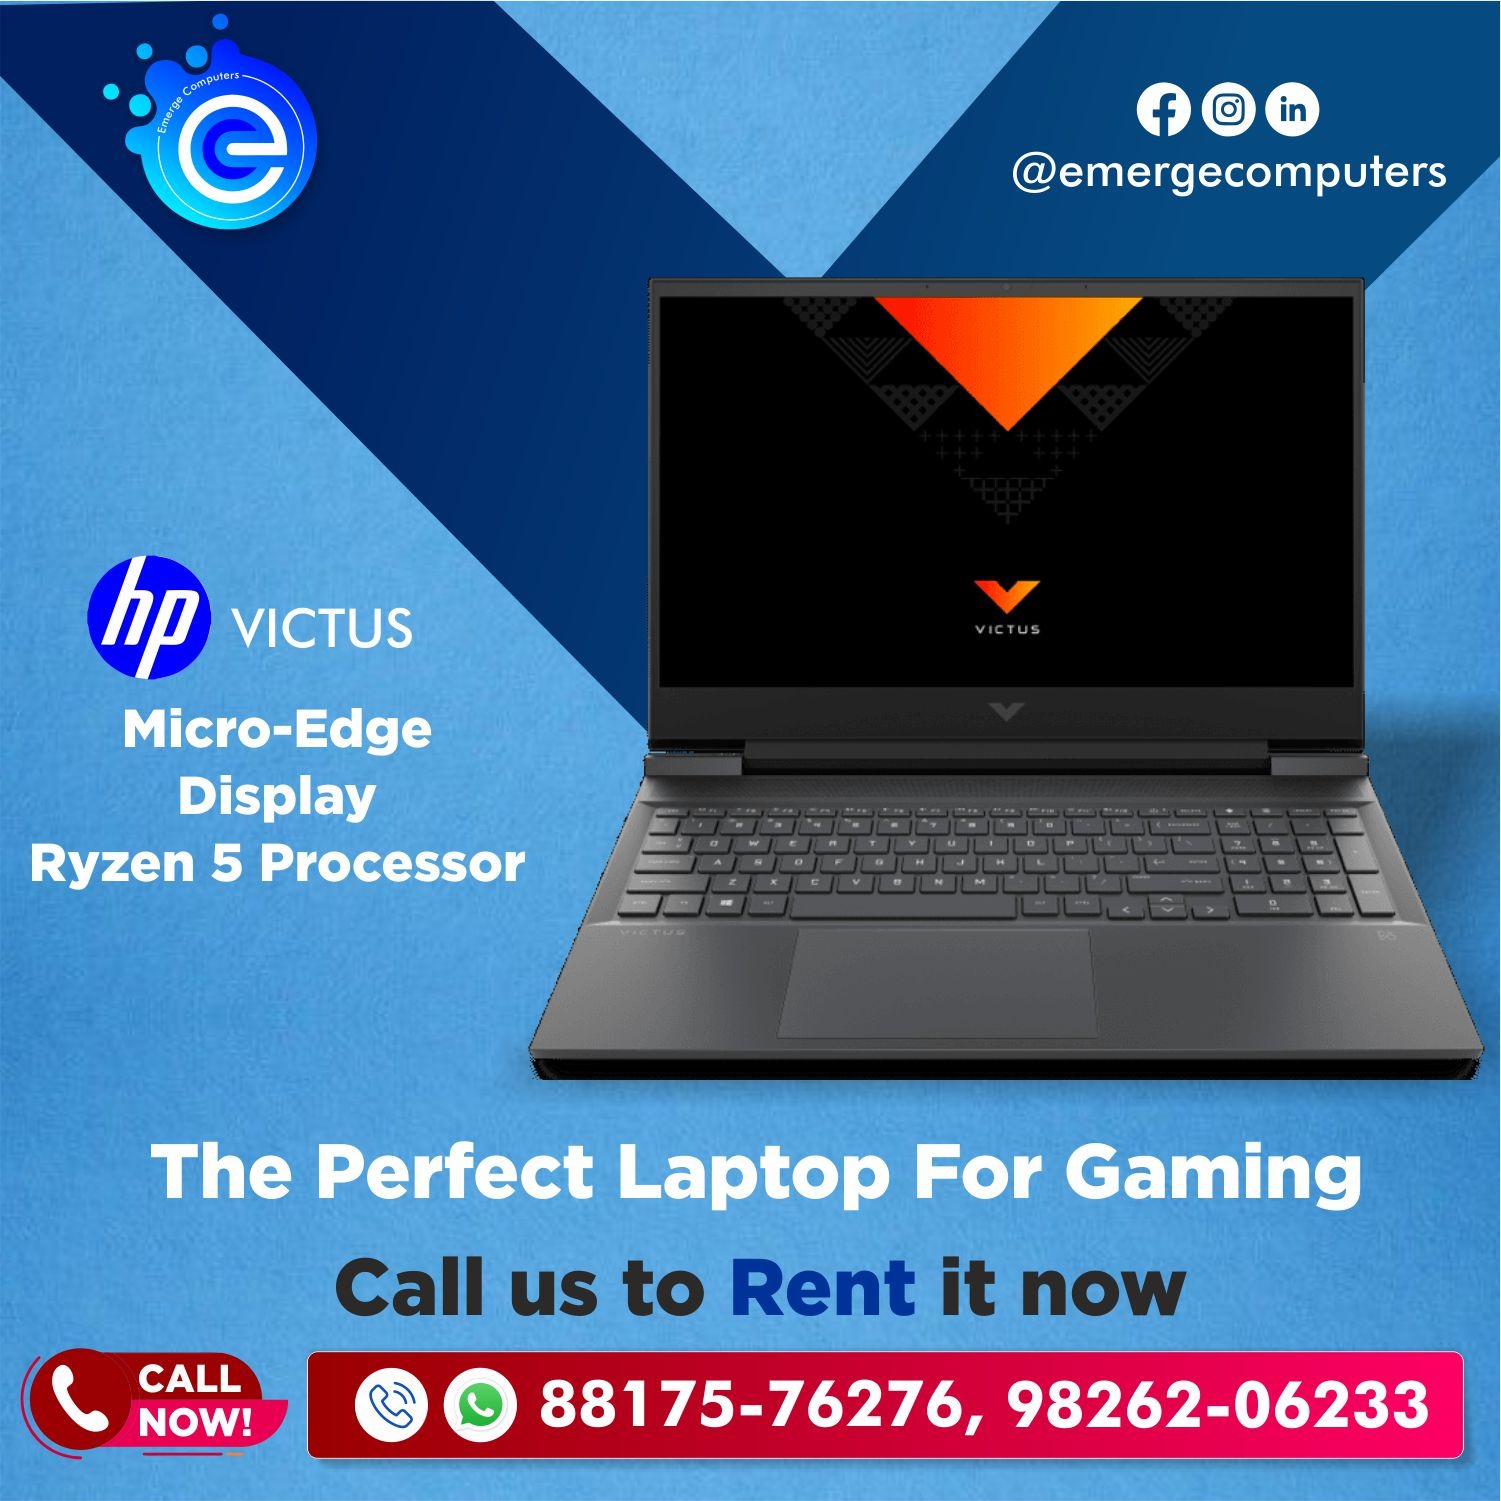 Emerge Computers
e
@emergecomputers
VICTUS
hp VICTUS
Micro-Edge
Display
Ryzen 5 Processor
VICTUS
The Perfect Laptop For Gaming
Call us to Rent it now
CALL
NOW!
88175-76276, 98262-06233